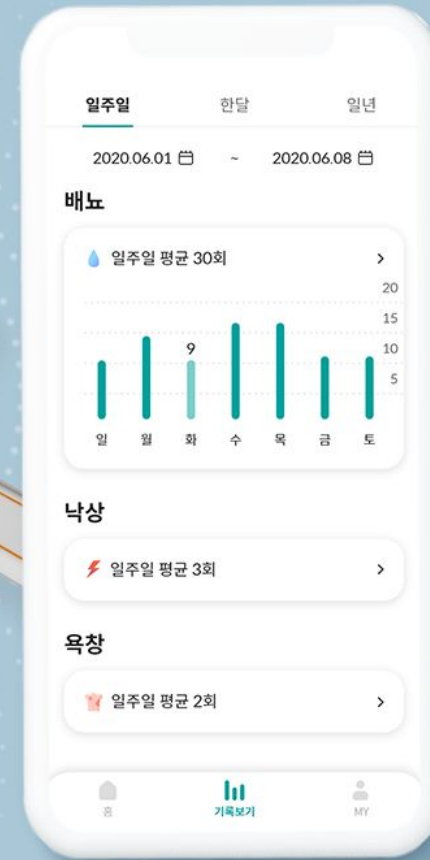 일주일 한달 일년
2020.06.01 ~ 2020.06.08
배뇨
일주일 평균 30회
20
15
10
5
9
일 월 화 수 목 금 토
낙상
일주일 평균 3회
욕창
일주일 평균 2회
홈 기록보기 MY